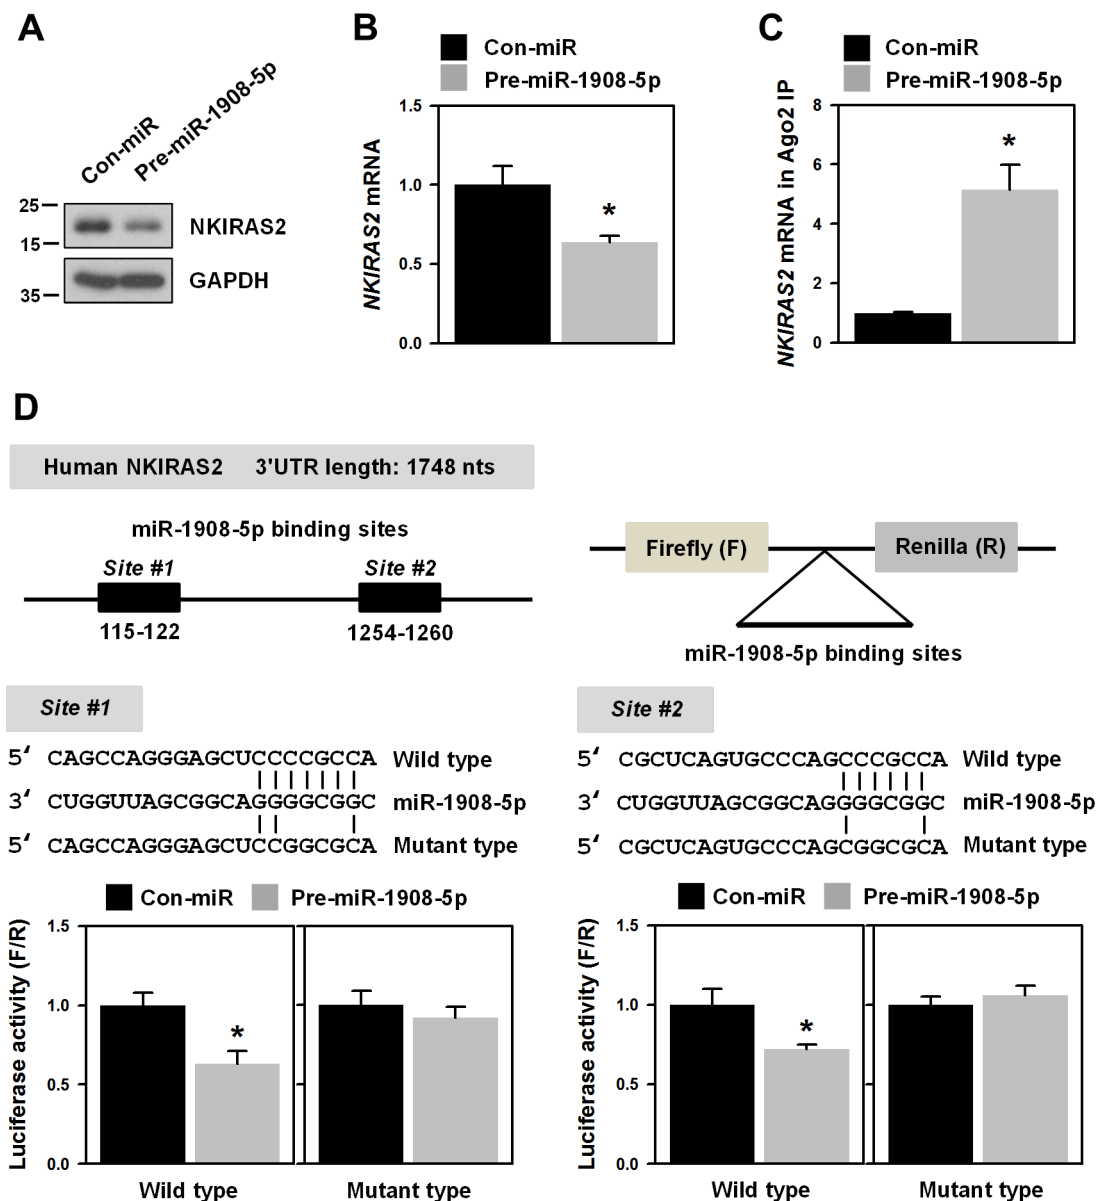 A
Con-miR
Pre-miR-1908-5p
25
15
NKIRAS2
35
GAPDH
B
Con-miR
Pre-miR-1908-5p
NKIRAS2 mRNA
1.5
1.0
0.5
0.0
*
C
Con-miR
Pre-miR-1908-5p
NKIRAS2 mRNA in Ago2 IP
8
6
4
2
0
*
D
Human NKIRAS2 3'UTR length: 1748 nts
miR-1908-5p binding sites
Site #1 Site #2
115-122 1254-1260
Firefly (F) Renilla (R)
miR-1908-5p binding sites
Site #1
5‘ CAGCCAGGGAGCUCCCCGCCA Wild type
3‘ CUGGUUAGCGGCAGGGGCGGC miR-1908-5p
5‘ CAGCCAGGGAGCUCCGGCGCA Mutant type
Con-miR Pre-miR-1908-5p
Luciferase activity (F/R)
1.5
1.0
0.5
0.0
*
Wild type Mutant type
Site #2
5‘ CGCUCAGUGCCCAGCCCGCCA Wild type
3‘ CUGGUUAGCGGCAGGGGCGGC miR-1908-5p
5‘ CGCUCAGUGCCCAGCGGCGCA Mutant type
Con-miR Pre-miR-1908-5p
Luciferase activity (F/R)
1.5
1.0
0.5
0.0
*
Wild type Mutant type